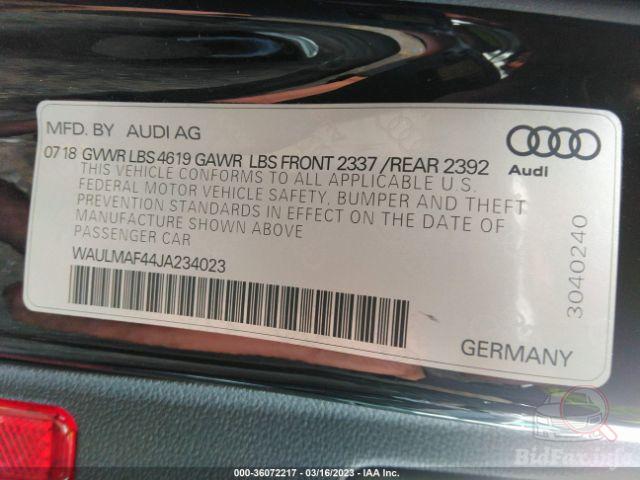 MFD. BY AUDI AG
Audi
0718 GVWR LBS 4619 GAWR LBS FRONT 2337 /REAR 2392
THIS VEHICLE CONFORMS TO ALL APPLICABLE U.S.
FEDERAL MOTOR VEHICLE SAFETY, BUMPER AND THEFT
PREVENTION STANDARDS IN EFFECT ON THE DATE OF
MANUFACTURE SHOWN ABOVE
PASSENGER CAR
WAULMAF44JA234023
3040240
GERMANY
BidFax.info
000-36072217 - 03/16/2023 - IAA Inc.